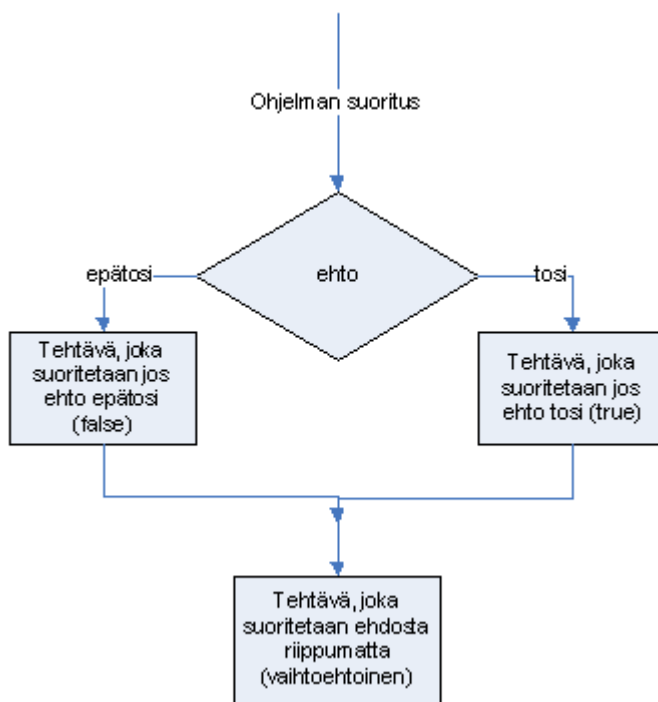 Ohjelman suoritus
epätosi
ehto
tosi
Tehtävä, joka
suoritetaan jos
ehto epätosi
(false)
Tehtävä, joka
suoritetaan jos
ehto tosi (true)
Tehtävä, joka
suoritetaan ehdosta
riippumatta
(vaihtoehtoinen)